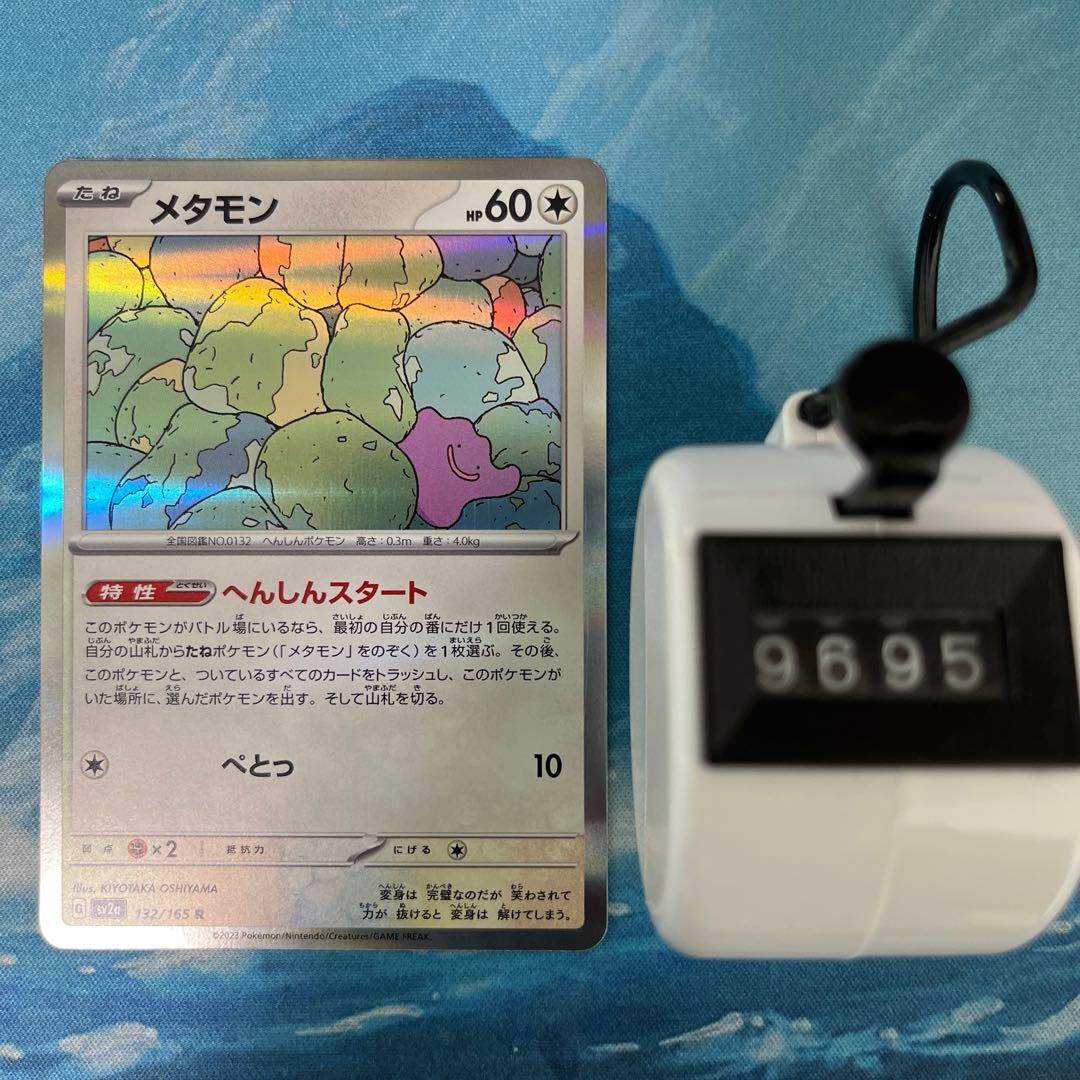 たね メタモン HP60
全国図鑑NO.0132 へんしんポケモン 高さ:0.3m 重さ:4.0kg
特性 とくせい へんしんスタート
このポケモンがバトル場にいるなら、最初の自分の番にだけ1回使える。
自分の山札からたねポケモン(「メタモン」をのぞく)を1枚選ぶ。その後、
このポケモンと、ついているすべてのカードをトラッシュし、このポケモンが
いた場所に、選んだポケモンを出す。そして山札を切る。
ぺとっ 10
弱点 ×2 抵抗力 にげる
Illus. KIYOTAKA OSHIYAMA
変身は 完璧なのだが 笑わされて
力が 抜けると 変身は 解けてしまう。
G sv2a 132/165 R
©2023 Pokémon/Nintendo/Creatures/GAME FREAK.
9695